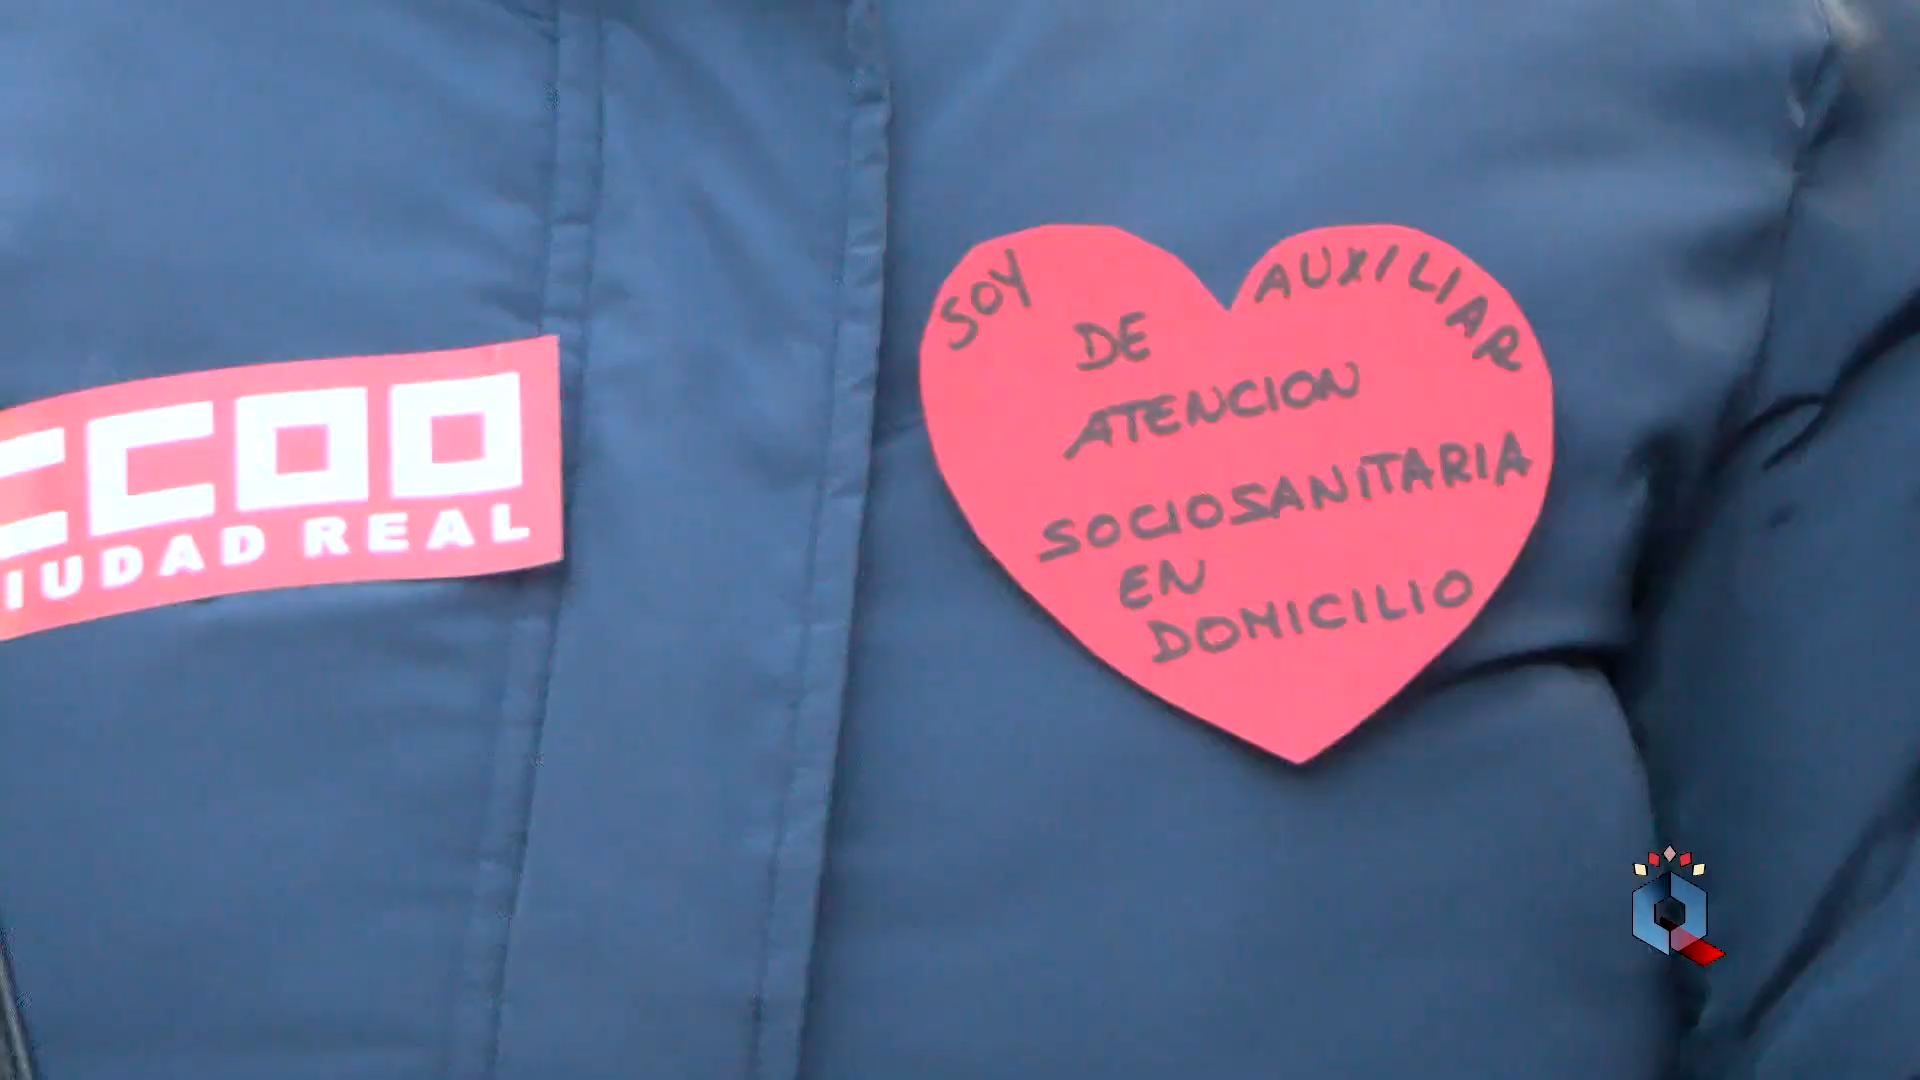 CCOO
IUDAD REAL
SOY AUXILIAR
DE
ATENCION
SOCIOSANITARIA
EN
DOMICILIO